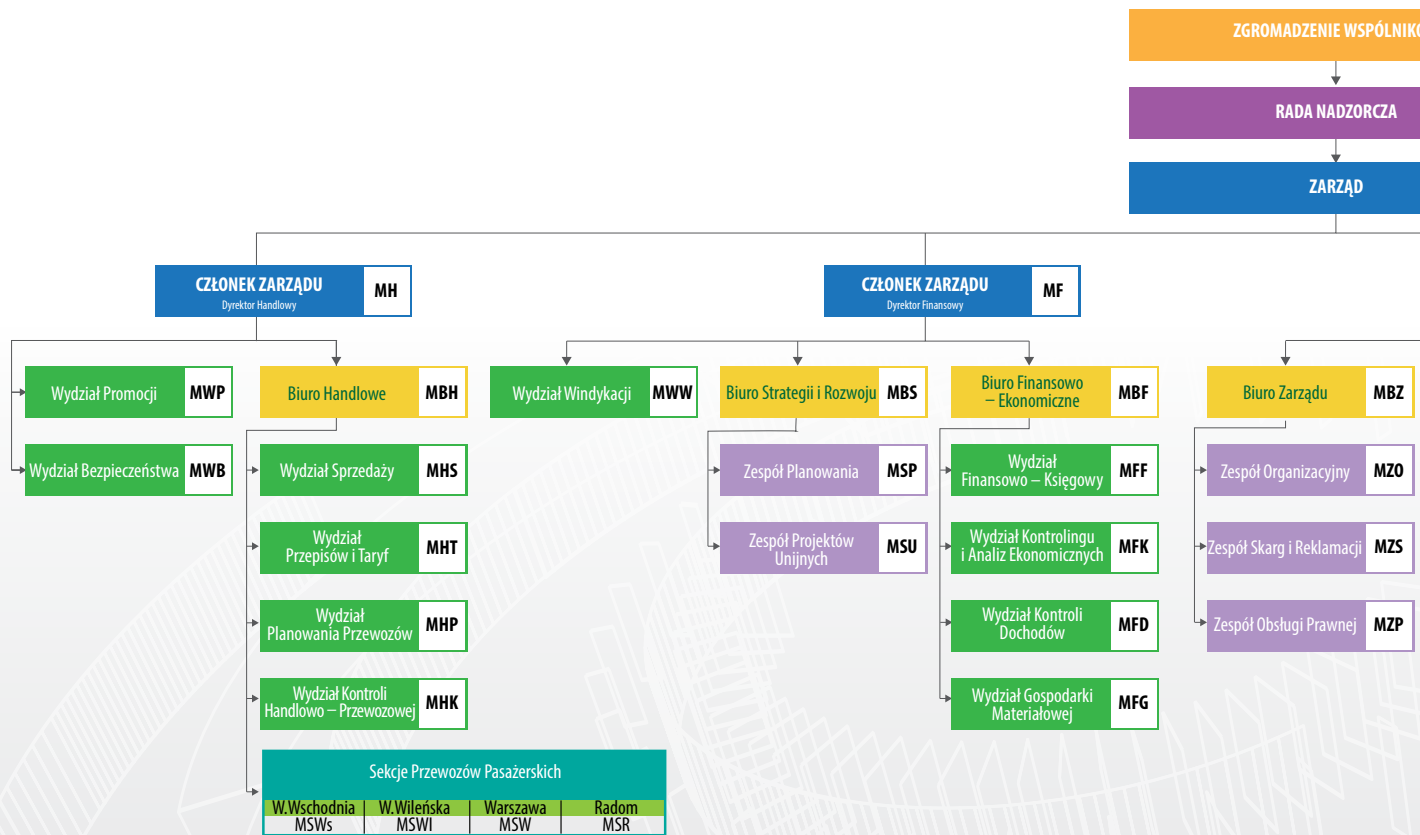 ZGROMADZENIE WSPÓLNIKÓ
RADA NADZORCZA
ZARZĄD
CZŁONEK ZARZĄDU
Dyrektor Handlowy
MH
CZŁONEK ZARZĄDU
Dyrektor Finansowy
MF
Wydział Promocji MWP
Biuro Handlowe MBH
Wydział Windykacji MWW
Biuro Strategii i Rozwoju MBS
Biuro Finansowo
– Ekonomiczne
MBF
Biuro Zarządu MBZ
Wydział Bezpieczeństwa MWB
Wydział Sprzedaży MHS
Zespół Planowania MSP
Wydział
Finansowo – Księgowy
MFF
Zespół Organizacyjny MZO
Wydział
Przepisów i Taryf
MHT
Zespół Projektów
Unijnych
MSU
Wydział Kontrolingu
i Analiz Ekonomicznych
MFK
Zespół Skarg i Reklamacji MZS
Wydział
Planowania Przewozów
MHP
Wydział Kontroli
Dochodów
MFD
Zespół Obsługi Prawnej MZP
Wydział Kontroli
Handlowo – Przewozowej
MHK
Wydział Gospodarki
Materiałowej
MFG
Sekcje Przewozów Pasażerskich
W.Wschodnia W.Wileńska Warszawa Radom
MSWs MSWI MSW MSR